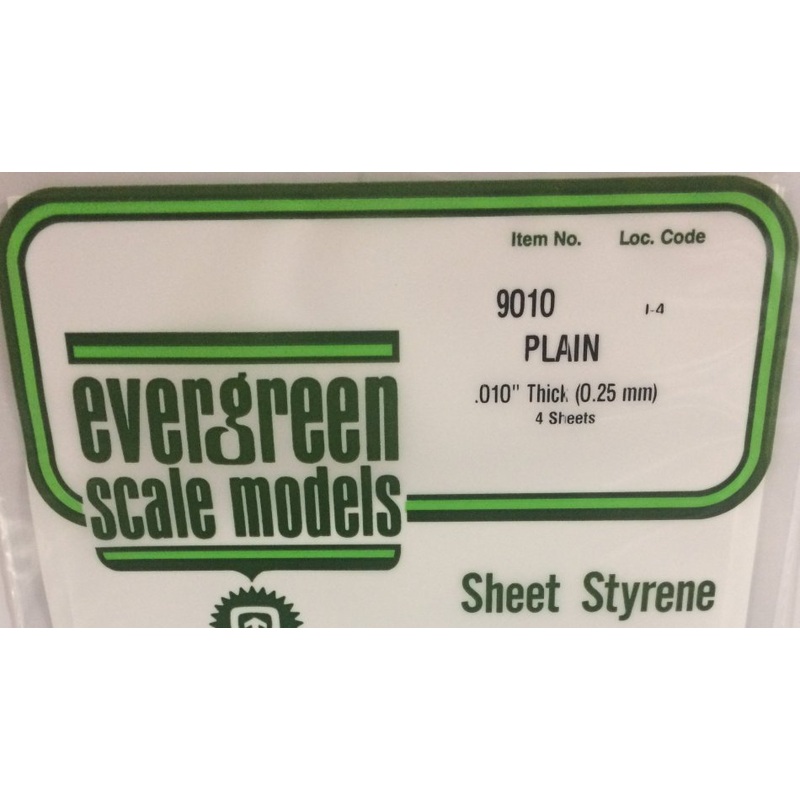 Item No. Loc. Code
9010 I-4
PLAIN
.010" Thick (0.25 mm)
4 Sheets
evergreen
scale models
Sheet Styrene